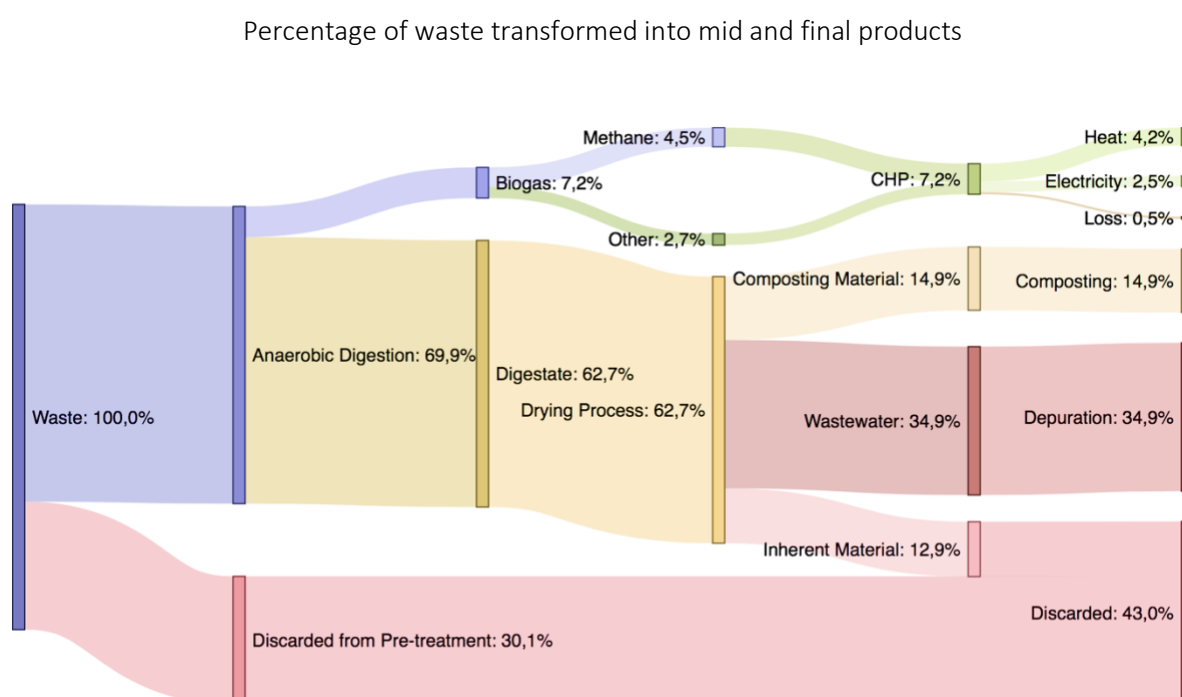 Percentage of waste transformed into mid and final products
Methane: 4,5%
Heat: 4,2%
Biogas: 7,2%
CHP: 7,2%
Electricity: 2,5%
Loss: 0,5%
Other: 2,7%
Composting Material: 14,9%
Composting: 14,9%
Anaerobic Digestion: 69,9%
Digestate: 62,7%
Drying Process: 62,7%
Waste: 100,0%
Wastewater: 34,9%
Depuration: 34,9%
Inherent Material: 12,9%
Discarded: 43,0%
Discarded from Pre-treatment: 30,1%